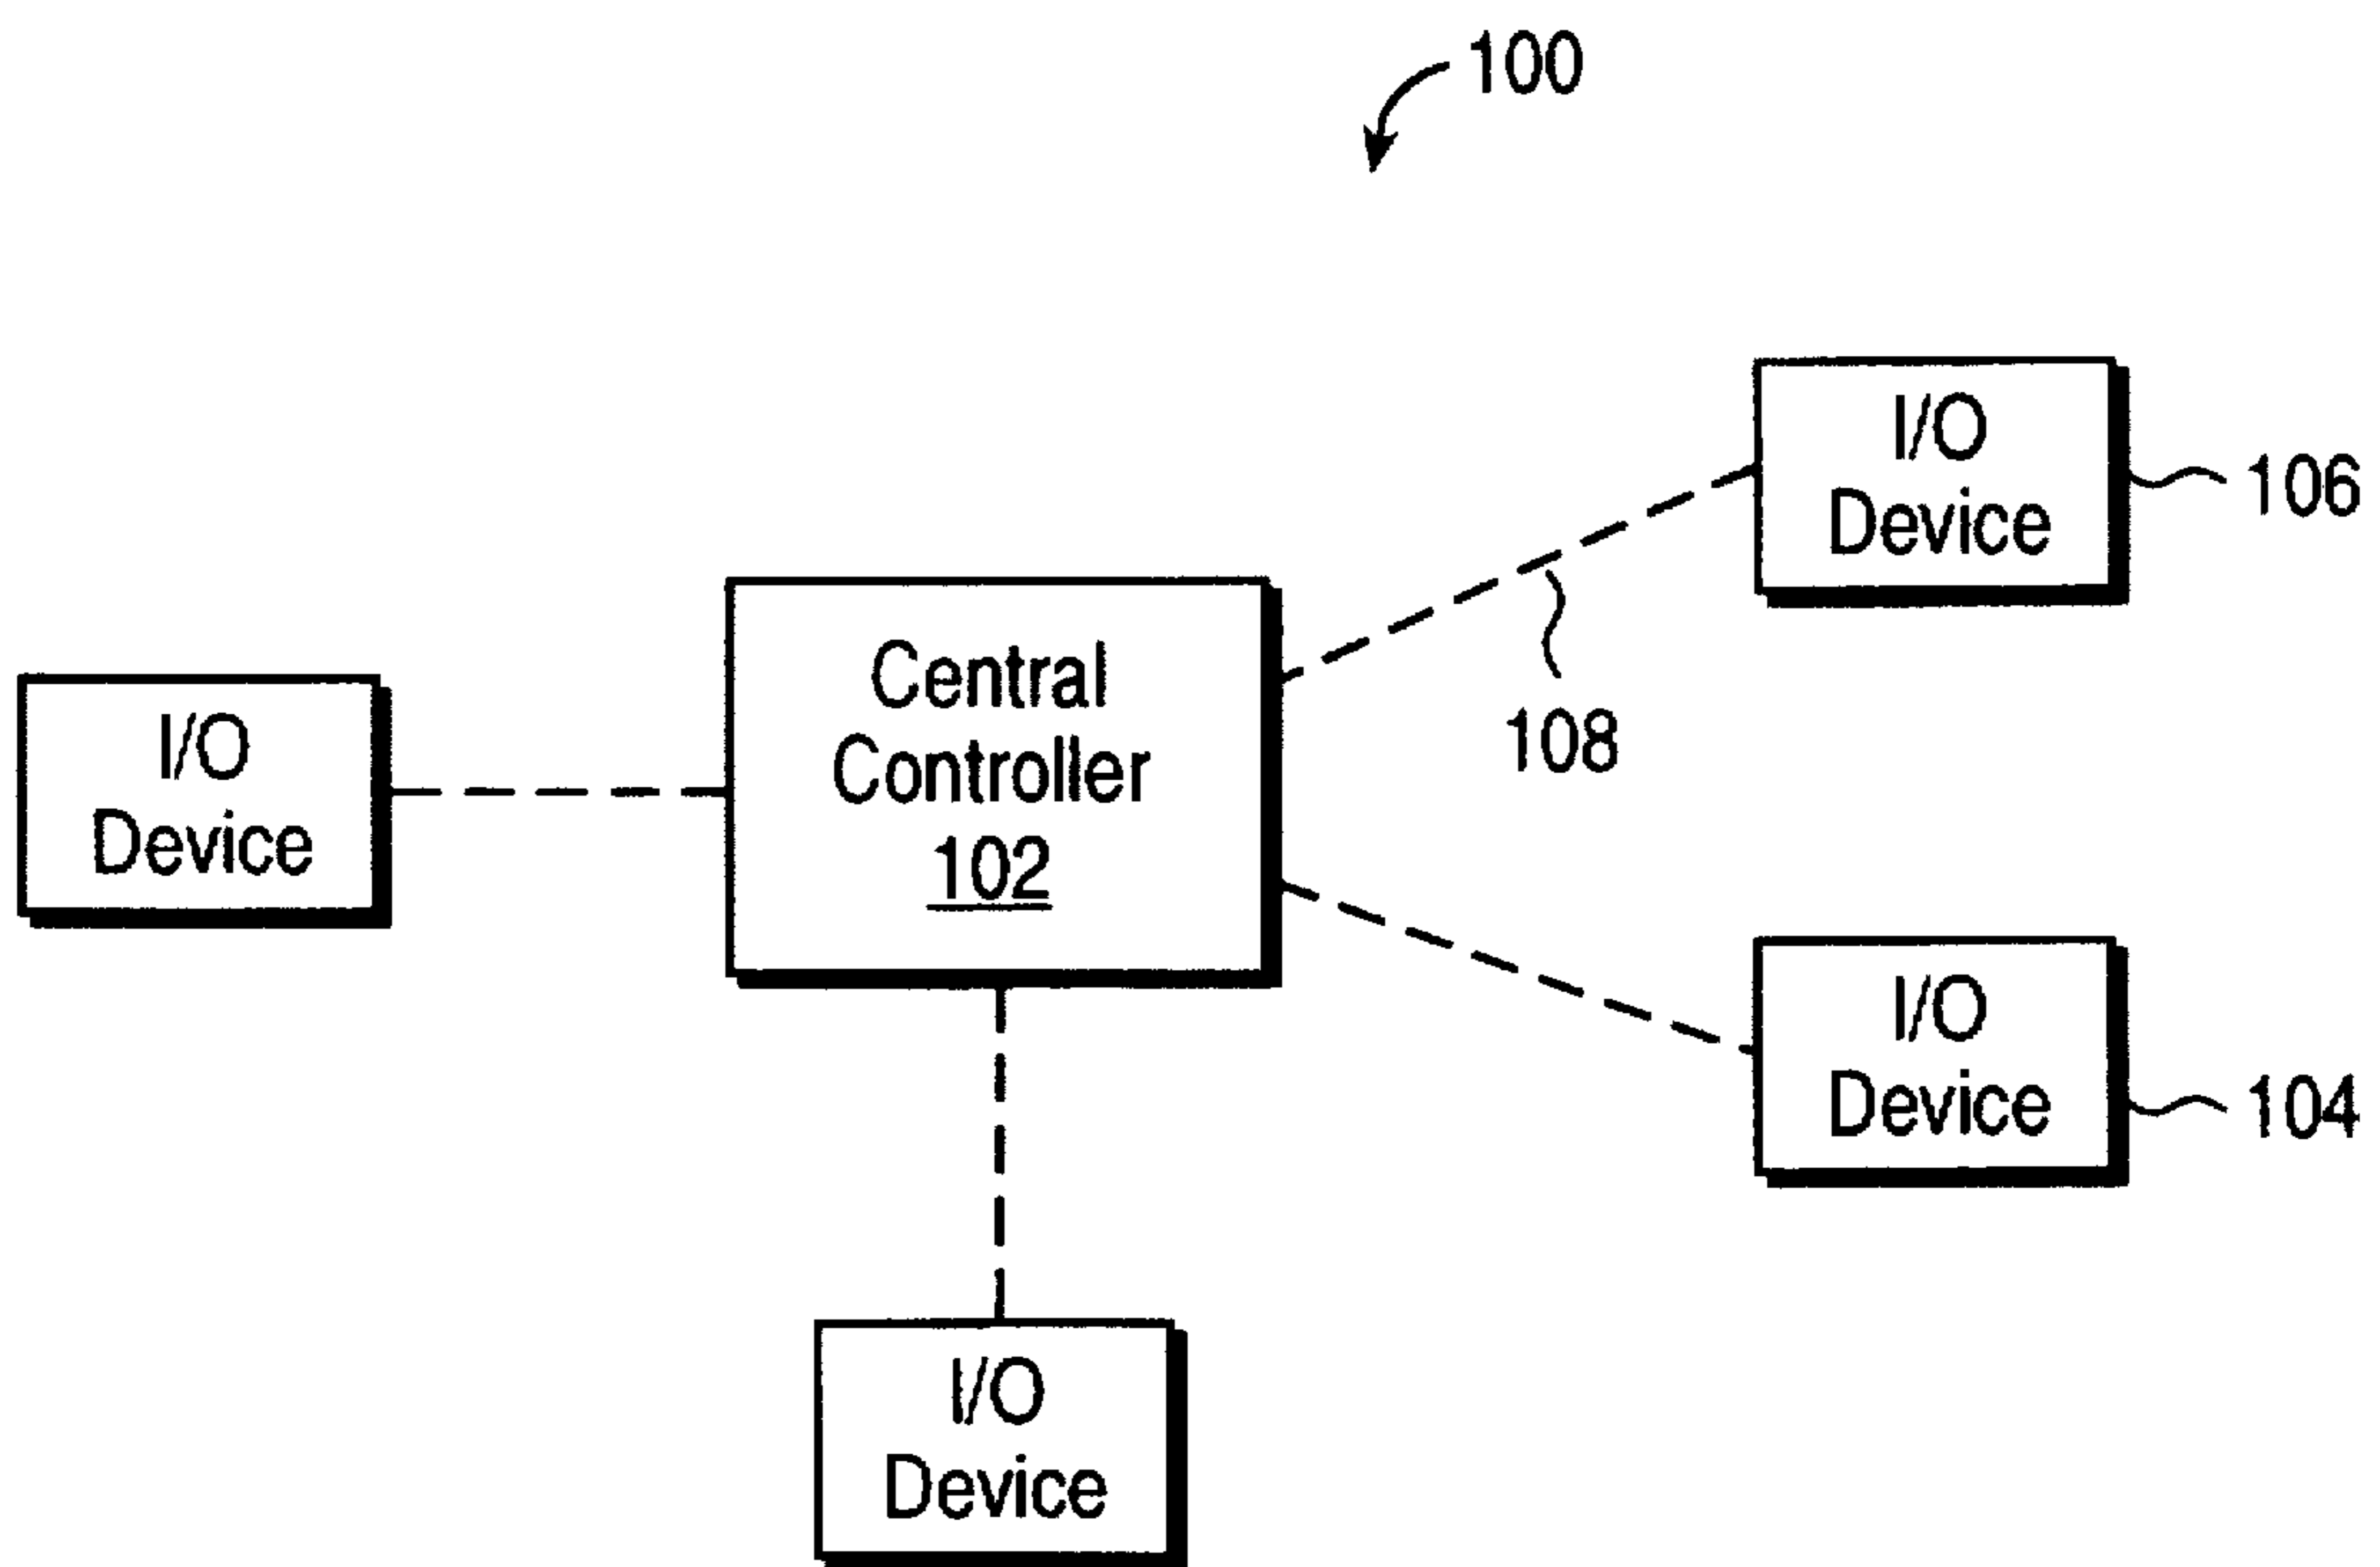 100
I/O
Device
106
Central
Controller
102
108
I/O
Device
I/O
Device
104
I/O
Device